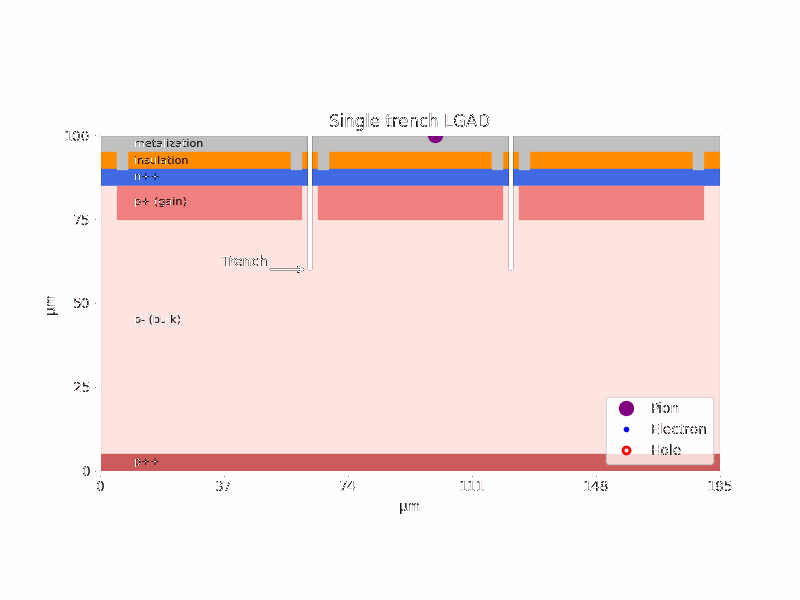 Single trench LGAD
100
75
50
25
0
µm
metalization
insulation
n++
p+ (gain)
Trench
p- (bulk)
p++
Pion
Electron
Hole
0 37 74 111 148 185
µm